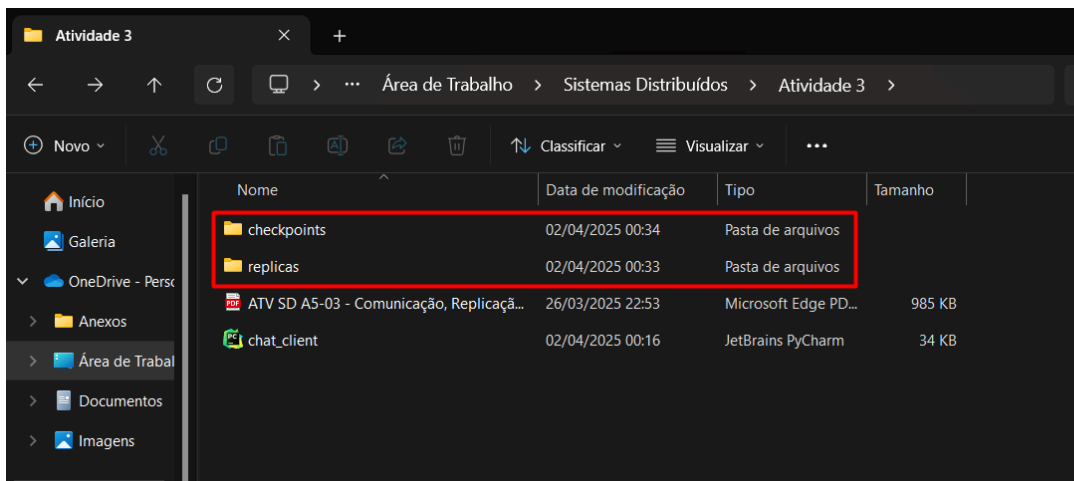 Atividade 3
Área de Trabalho > Sistemas Distribuídos > Atividade 3 >
Novo
Classificar
Visualizar
Nome Data de modificação Tipo Tamanho
Início
Galeria
OneDrive - Perso
Anexos
Área de Trabal
Documentos
Imagens
checkpoints 02/04/2025 00:34 Pasta de arquivos
replicas 02/04/2025 00:33 Pasta de arquivos
PDF ATV SD A5-03 - Comunicação, Replicaçã... 26/03/2025 22:53 Microsoft Edge PD... 985 KB
PC chat_client 02/04/2025 00:16 JetBrains PyCharm 34 KB